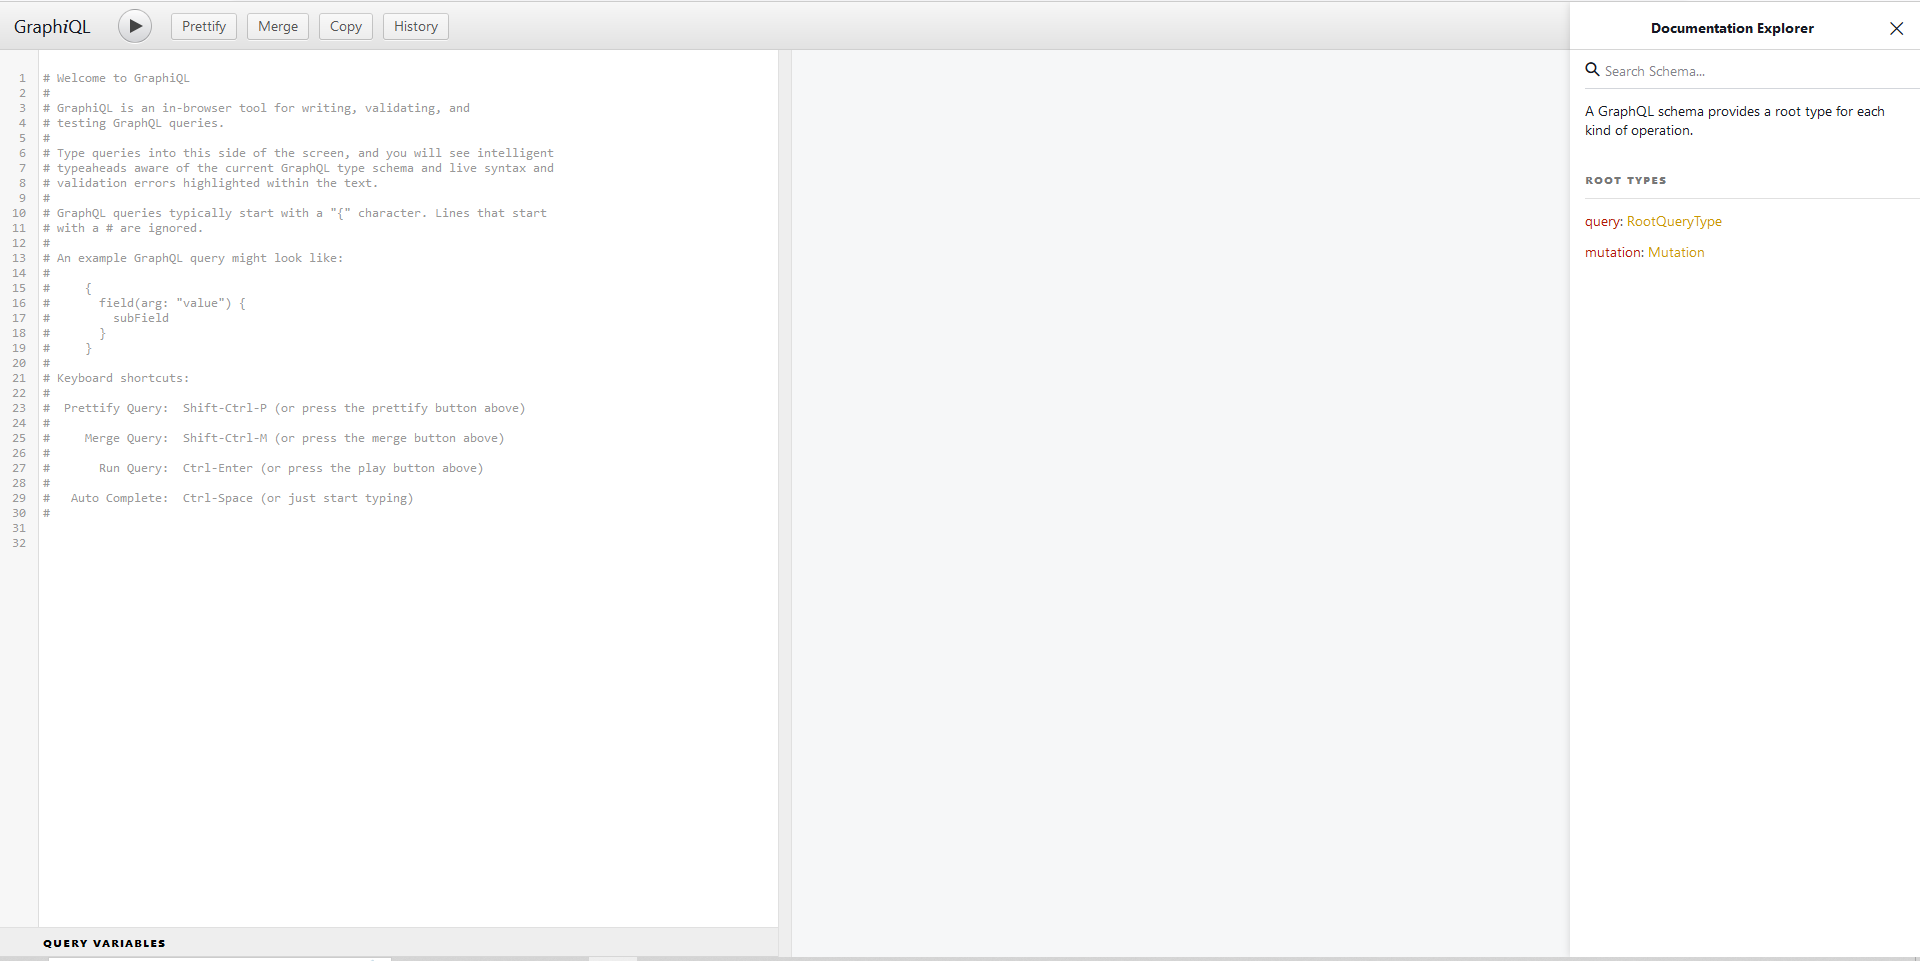 GraphiQL
Prettify
Merge
Copy
History
1 # Welcome to GraphiQL
2 #
3 # GraphiQL is an in-browser tool for writing, validating, and
4 # testing GraphQL queries.
5 #
6 # Type queries into this side of the screen, and you will see intelligent
7 # typeaheads aware of the current GraphQL type schema and live syntax and
8 # validation errors highlighted within the text.
9 #
10 # GraphQL queries typically start with a "{" character. Lines that start
11 # with a # are ignored.
12 #
13 # An example GraphQL query might look like:
14 #
15 #     {
16 #       field(arg: "value") {
17 #         subField
18 #       }
19 #     }
20 #
21 # Keyboard shortcuts:
22 #
23 #  Prettify Query:  Shift-Ctrl-P (or press the prettify button above)
24 #
25 #     Merge Query:  Shift-Ctrl-M (or press the merge button above)
26 #
27 #       Run Query:  Ctrl-Enter (or press the play button above)
28 #
29 #   Auto Complete:  Ctrl-Space (or just start typing)
30 #
31
32
QUERY VARIABLES
Documentation Explorer
Search Schema...
A GraphQL schema provides a root type for each
kind of operation.
ROOT TYPES
query: RootQueryType
mutation: Mutation